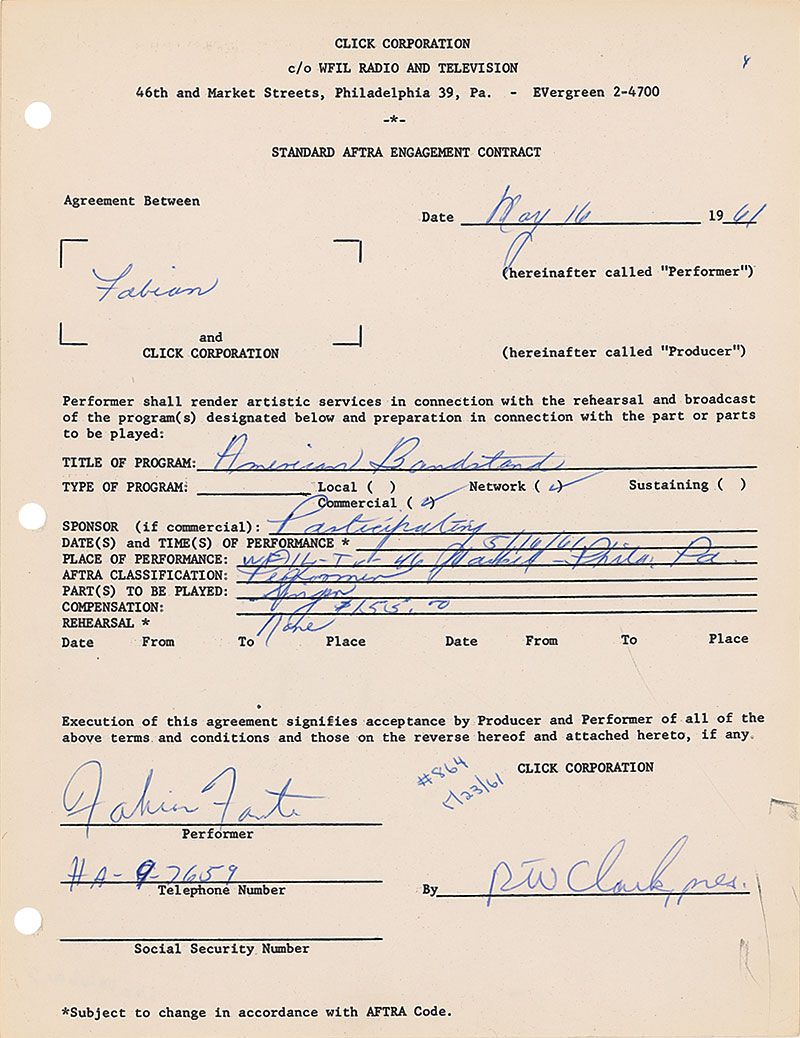 CLICK CORPORATION
c/o WFIL RADIO AND TELEVISION
46th and Market Streets, Philadelphia 39, Pa. - EVergreen 2-4700
-*-
STANDARD AFTRA ENGAGEMENT CONTRACT
Agreement Between
Date May 16 19 61
Fabian
(hereinafter called "Performer")
and
CLICK CORPORATION
(hereinafter called "Producer")
Performer shall render artistic services in connection with the rehearsal and broadcast
of the program(s) designated below and preparation in connection with the part or parts
to be played:
TITLE OF PROGRAM: American Bandstand
TYPE OF PROGRAM: Local ( ) Network (✓) Sustaining ( )
Commercial (✓)
SPONSOR (if commercial): Participating
DATE(S) and TIME(S) OF PERFORMANCE * 5/16/61
PLACE OF PERFORMANCE: WFIL-TV - 46 Market - Phila. Pa.
AFTRA CLASSIFICATION: Performer
PART(S) TO BE PLAYED: Singer
COMPENSATION: $155.00
REHEARSAL * None
Date From To Place Date From To Place
Execution of this agreement signifies acceptance by Producer and Performer of all of the
above terms and conditions and those on the reverse hereof and attached hereto, if any.
CLICK CORPORATION
#864
5/23/61
Fabian Forte
Performer
HA-9-7659
Telephone Number
By RW Clark, pres.
Social Security Number
*Subject to change in accordance with AFTRA Code.